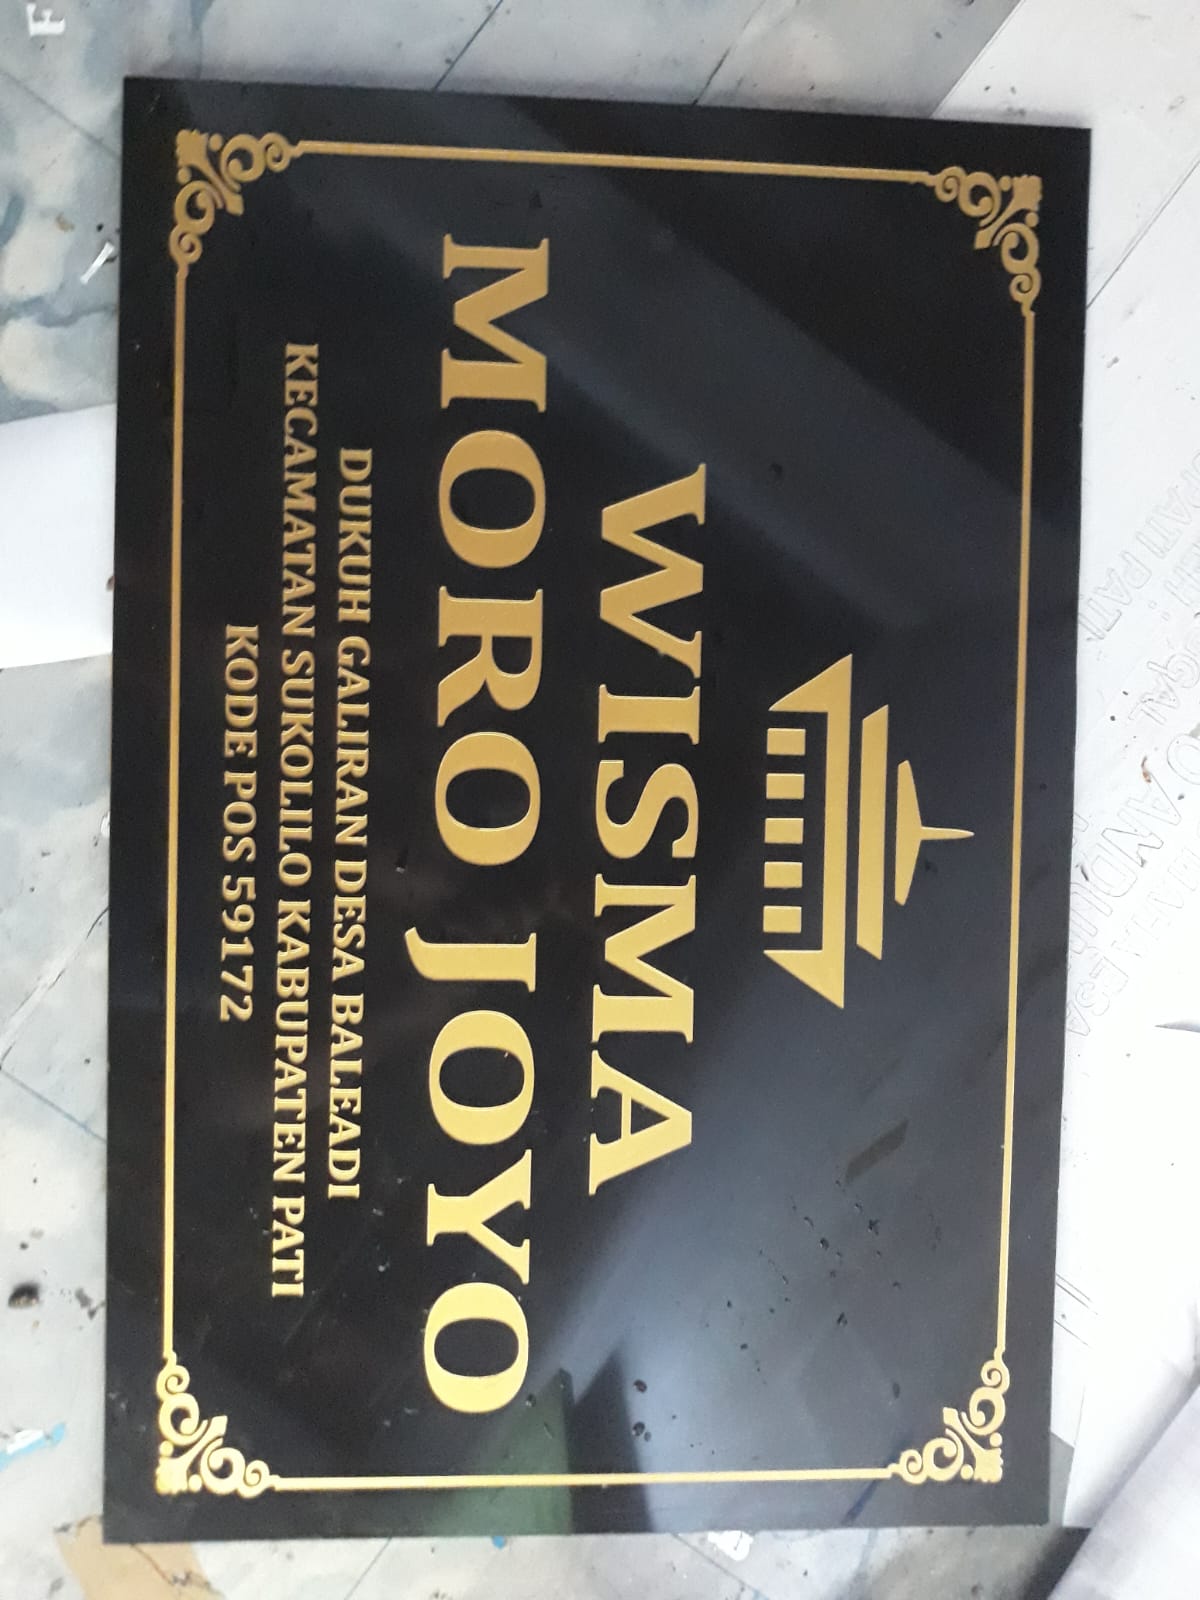 WISMA
MORO JOYO
DUKUH GALIRAN DESA BALEADI
KECAMATAN SUKOLILO KABUPATEN PATI
KODE POS 59172